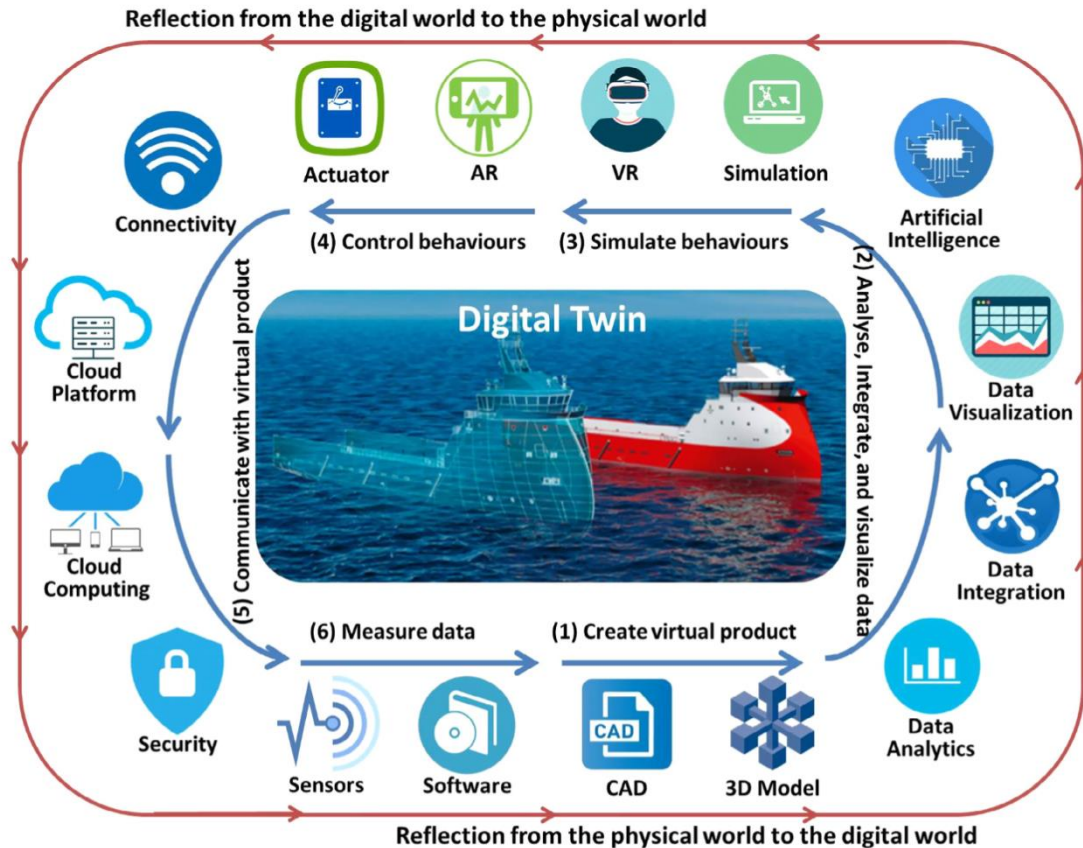 Reflection from the digital world to the physical world
Actuator
AR
VR
Simulation
Connectivity
Artificial
Intelligence
(4) Control behaviours
(3) Simulate behaviours
(2) Analyse, Integrate, and visualize data
Digital Twin
Cloud
Platform
Data
Visualization
(5) Communicate with virtual product
Cloud
Computing
Data
Integration
(6) Measure data
(1) Create virtual product
Security
Sensors
Software
CAD
CAD
3D Model
Data
Analytics
Reflection from the physical world to the digital world